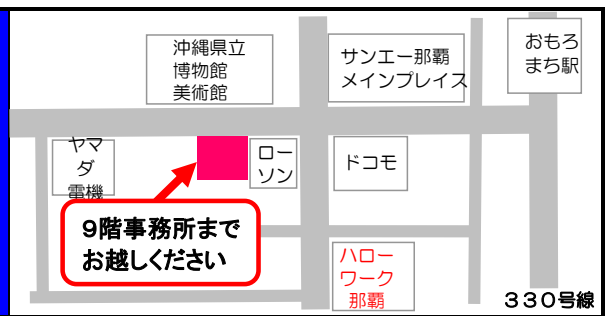 沖縄県立
博物館
美術館
サンエー那覇
メインプレイス
おもろ
まち駅
ヤマ
ダ
電機
ロー
ソン
ドコモ
９階事務所まで
お越しください
ハロー
ワーク
那覇
３３０号線